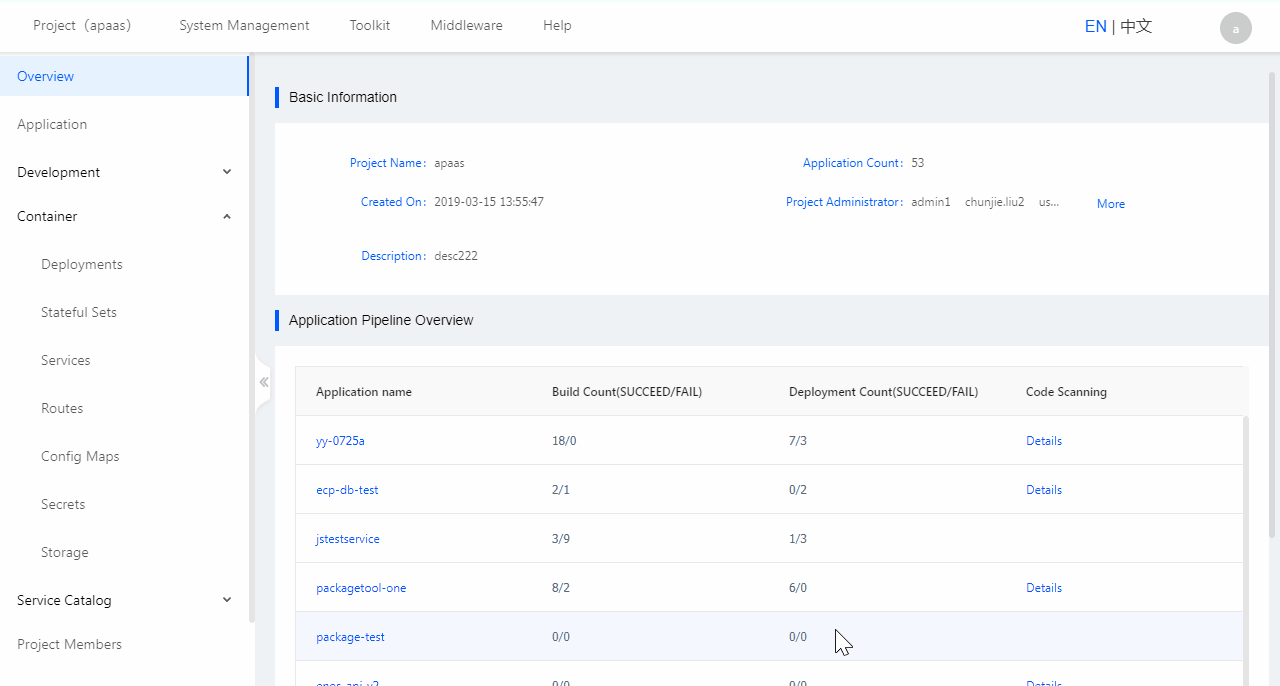 Project（apaas） System Management Toolkit Middleware Help EN | 中文 a
Overview
Application
Development
Container
Deployments
Stateful Sets
Services
Routes
Config Maps
Secrets
Storage
Service Catalog
Project Members
Basic Information
Project Name: apaas Application Count: 53
Created On: 2019-03-15 13:55:47 Project Administrator: admin1 chunjie.liu2 us... More
Description: desc222
Application Pipeline Overview
Application name Build Count(SUCCEED/FAIL) Deployment Count(SUCCEED/FAIL) Code Scanning
yy-0725a 18/0 7/3 Details
ecp-db-test 2/1 0/2 Details
jstestservice 3/9 1/3
packagetool-one 8/2 6/0 Details
package-test 0/0 0/0
0/0 0/0 Details